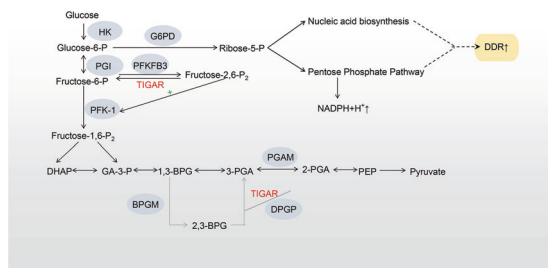 Glucose
HK
Nucleic acid biosynthesis
G6PD
Glucose-6-P
Ribose-5-P
DDR↑
PGI
PFKFB3
Fructose-6-P
Fructose-2,6-P₂
Pentose Phosphate Pathway
TIGAR
+
NADPH+H⁺↑
PFK-1
Fructose-1,6-P₂
PGAM
DHAP
GA-3-P
1,3-BPG
3-PGA
2-PGA
PEP
Pyruvate
TIGAR
BPGM
DPGP
2,3-BPG